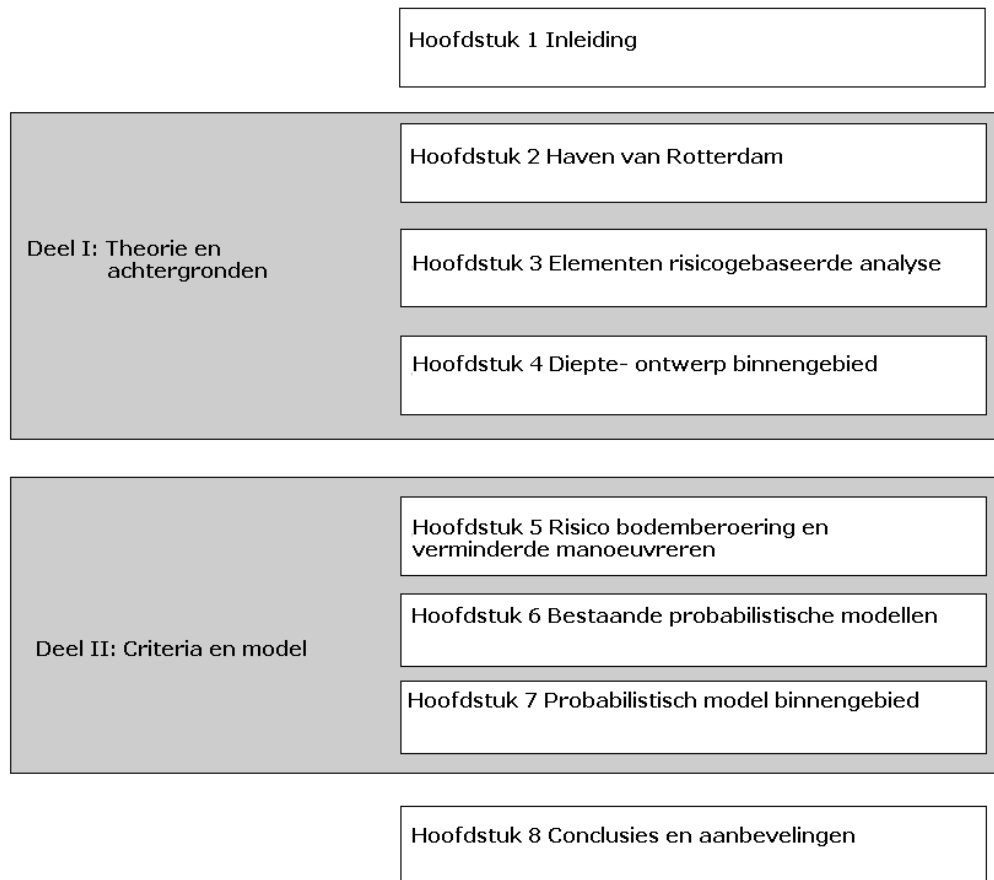 Hoofdstuk 1 Inleiding
Hoofdstuk 2 Haven van Rotterdam
Deel I: Theorie en
achtergronden
Hoofdstuk 3 Elementen risicogebaseerde analyse
Hoofdstuk 4 Diepte- ontwerp binnengebied
Hoofdstuk 5 Risico bodemberoering en
verminderde manoeuvreren
Hoofdstuk 6 Bestaande probabilistische modellen
Deel II: Criteria en model
Hoofdstuk 7 Probabilistisch model binnengebied
Hoofdstuk 8 Conclusies en aanbevelingen